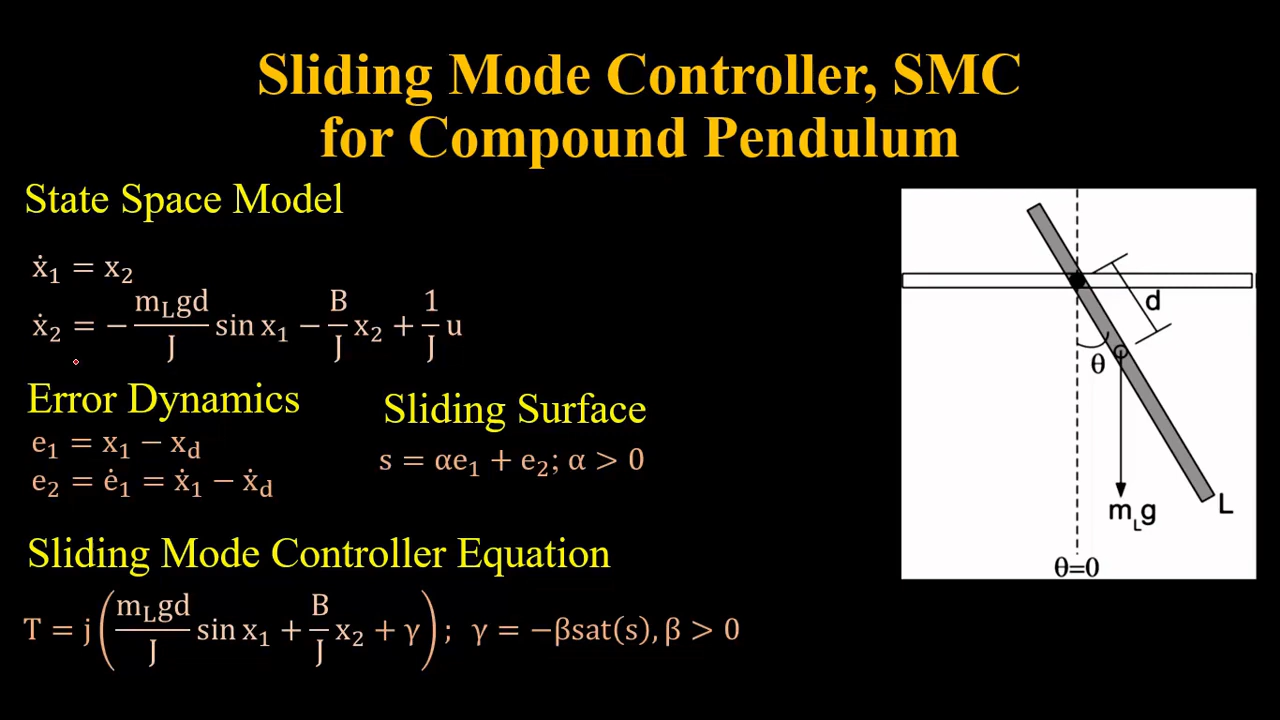 Sliding Mode Controller, SMC
for Compound Pendulum
State Space Model
ẋ₁ = x₂
ẋ₂ = −(m_L gd/J) sin x₁ − (B/J) x₂ + (1/J) u
Error Dynamics
e₁ = x₁ − x_d
e₂ = ė₁ = ẋ₁ − ẋ_d
Sliding Surface
s = αe₁ + e₂; α > 0
Sliding Mode Controller Equation
T = j((m_L gd/J) sin x₁ + (B/J) x₂ + γ); γ = −βsat(s), β > 0
d
θ
L
m_L g
θ=0